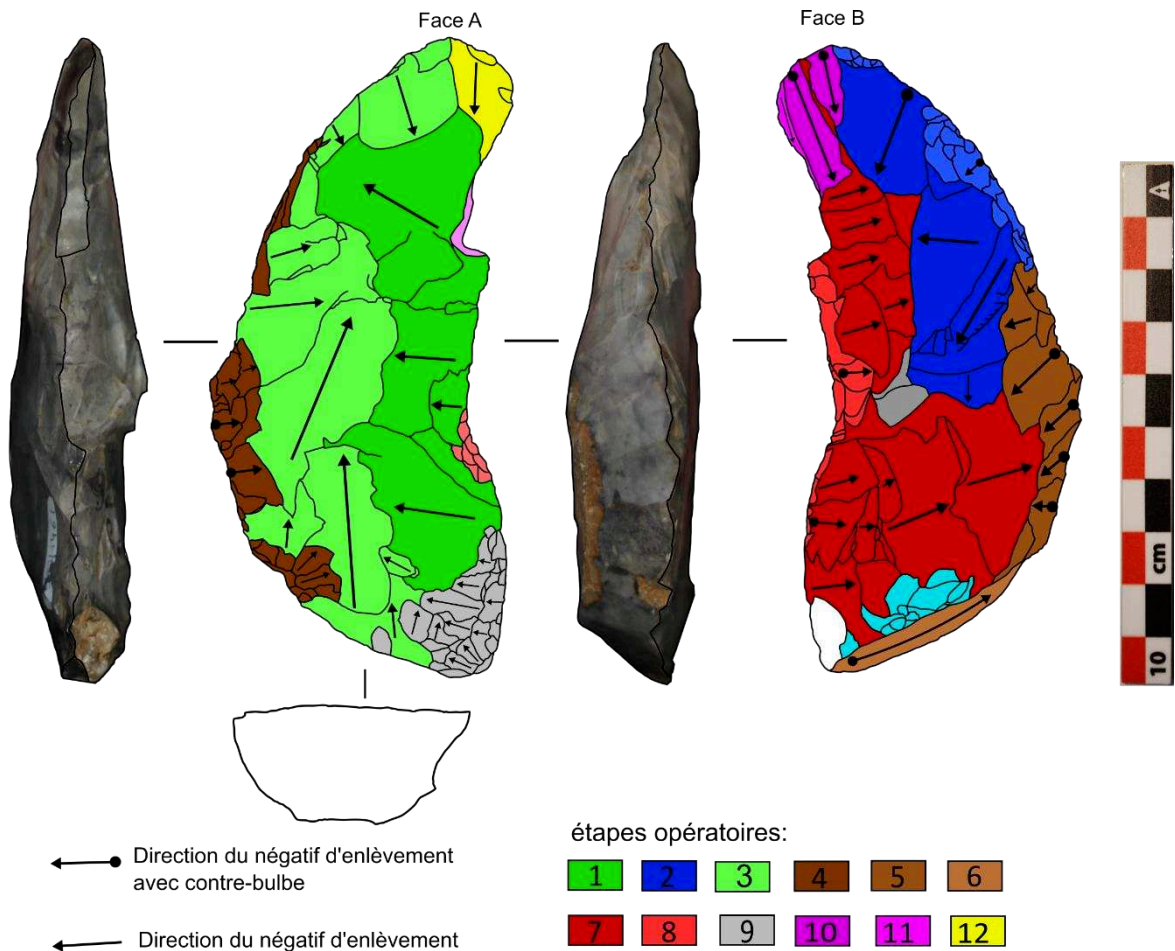 Face A
Face B
cm
10
Direction du négatif d'enlèvement
avec contre-bulbe
Direction du négatif d'enlèvement
étapes opératoires:
1 2 3 4 5 6
7 8 9 10 11 12